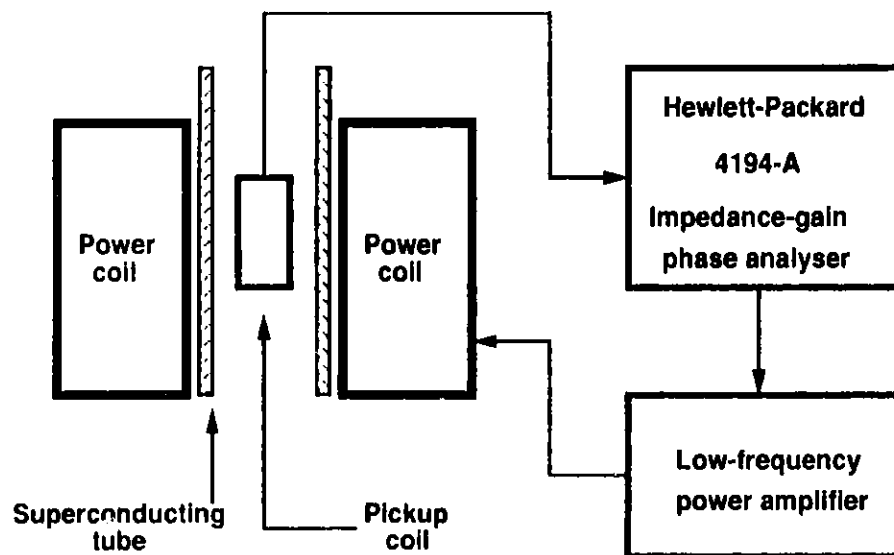 Hewlett-Packard
4194-A
Impedance-gain
phase analyser
Power
coil
Power
coil
Low-frequency
power amplifier
Superconducting
tube
Pickup
coil